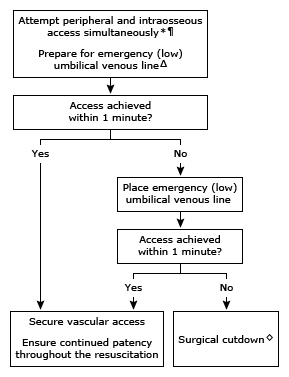 Attempt peripheral and intraosseous
access simultaneously*¶
Prepare for emergency (low)
umbilical venous lineΔ
Access achieved
within 1 minute?
Yes
No
Place emergency (low)
umbilical venous line
Access achieved
within 1 minute?
Yes
No
Secure vascular access
Ensure continued patency
throughout the resuscitation
Surgical cutdown◊